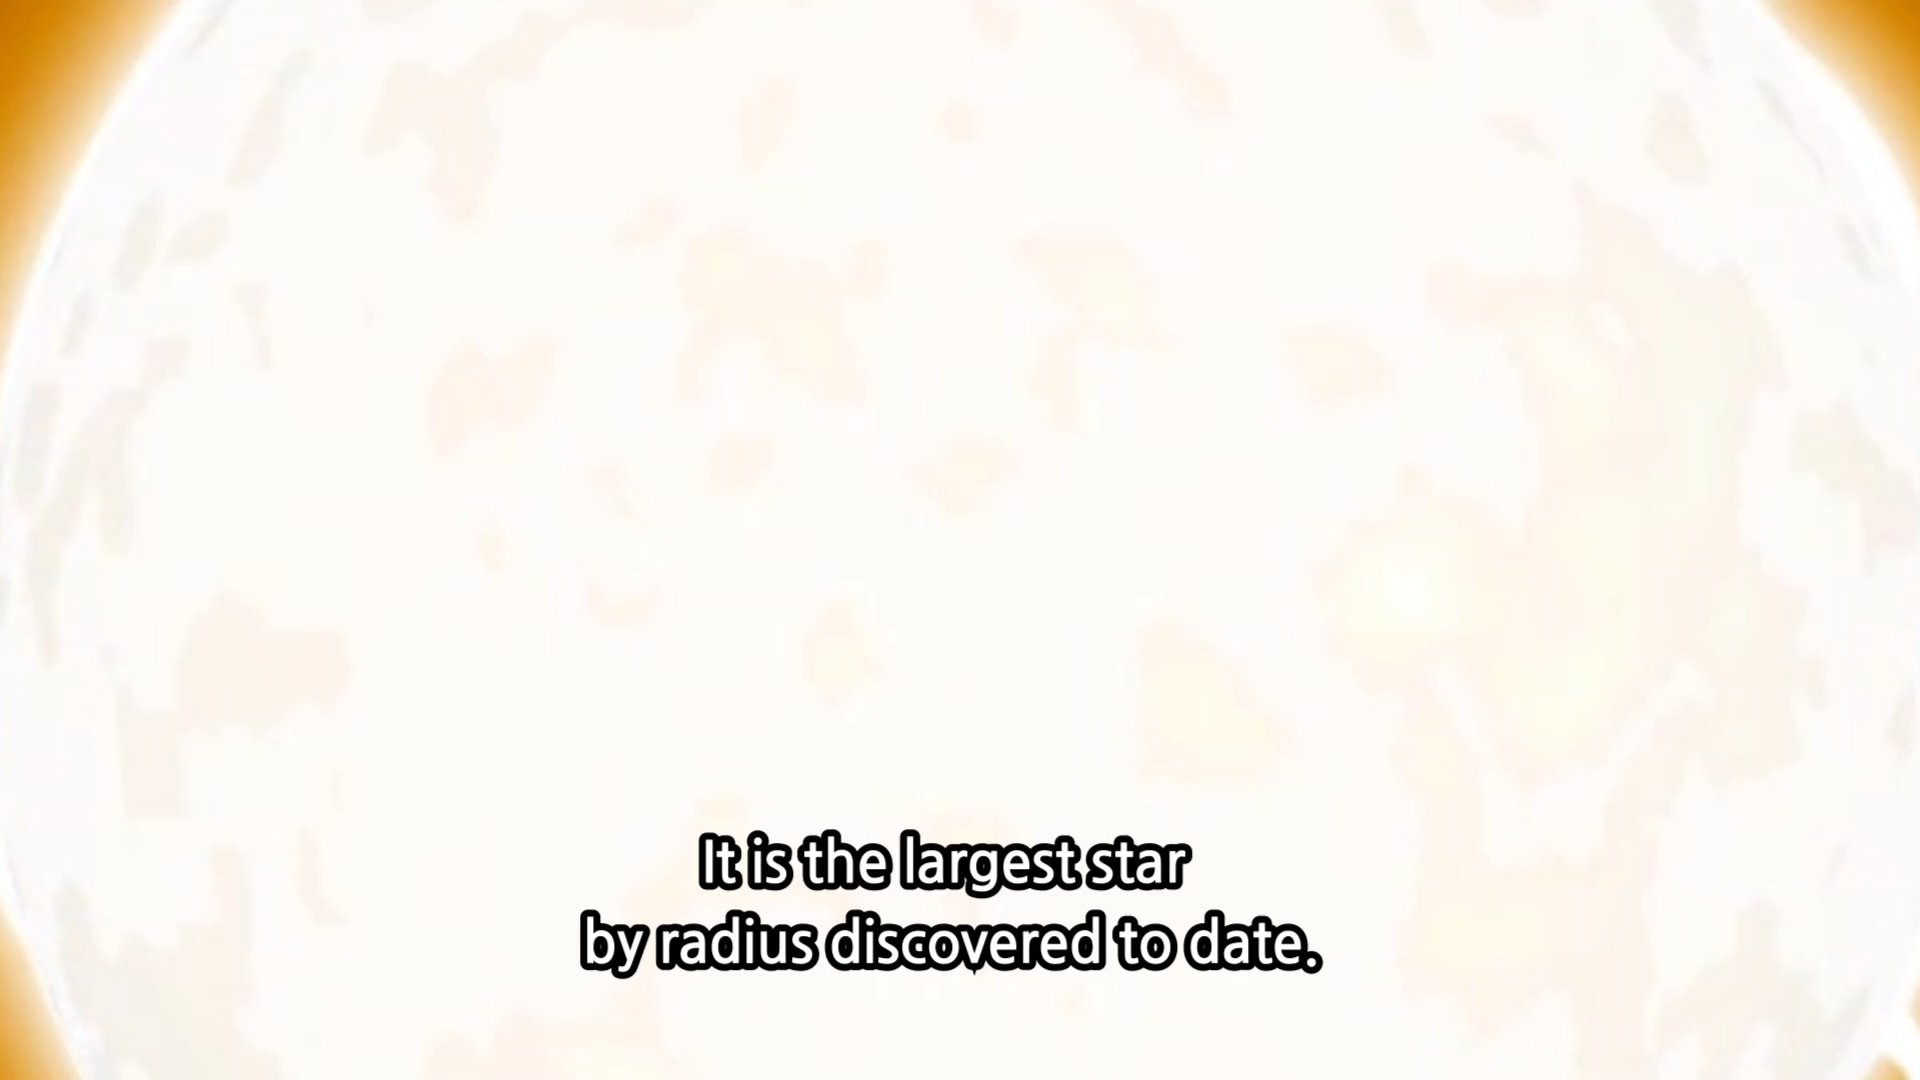 It is the largest star
by radius discovered to date.